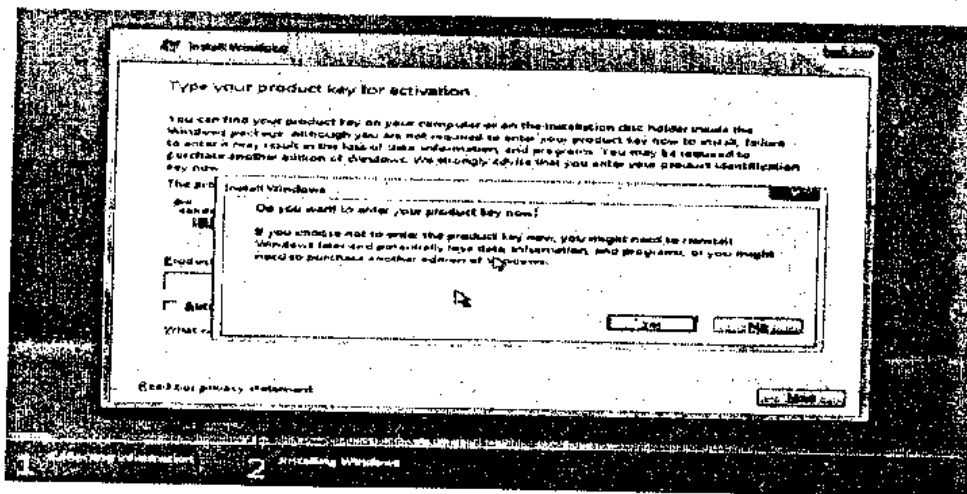 Install Windows
Type your product key for activation
You can find your product key on your computer or on the installation disc holder inside the
Windows package. Although you are not required to enter your product key now to install, failure
to enter it may result in the loss of data, information, and programs. You may be required to
purchase another edition of Windows. We strongly advise that you enter your product identification
key now.
The pro
Install Windows
Do you want to enter your product key now?
If you choose not to enter the product key now, you might need to reinstall
Windows later and potentially lose data, information, and programs, or you might
need to purchase another edition of Windows.
Product
Auto
Yes
No
What
Read our privacy statement
Next
1 Collecting information
2 Installing Windows